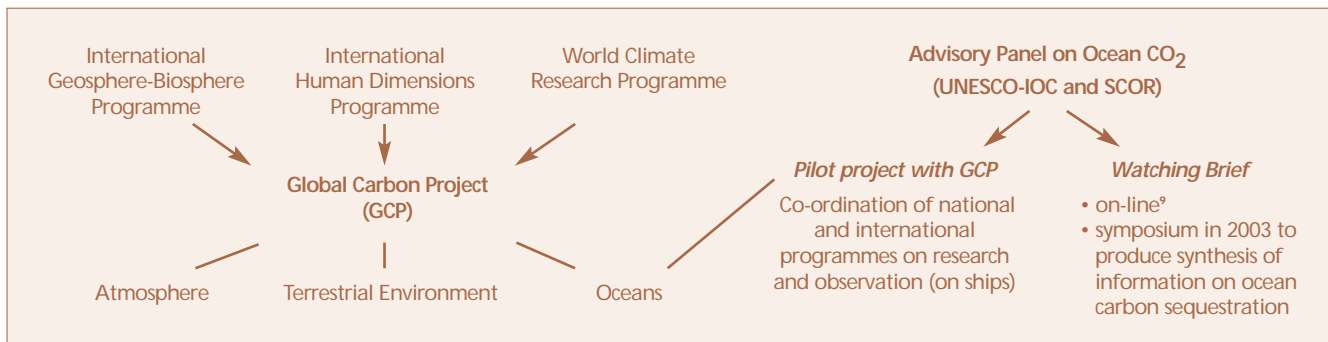 International
Geosphere-Biosphere
Programme
International
Human Dimensions
Programme
World Climate
Research Programme
Global Carbon Project
(GCP)
Atmosphere
Terrestrial Environment
Oceans
Advisory Panel on Ocean CO₂
(UNESCO-IOC and SCOR)
Pilot project with GCP
Co-ordination of national
and international
programmes on research
and observation (on ships)
Watching Brief
• on-line⁹
• symposium in 2003 to
produce synthesis of
information on ocean
carbon sequestration